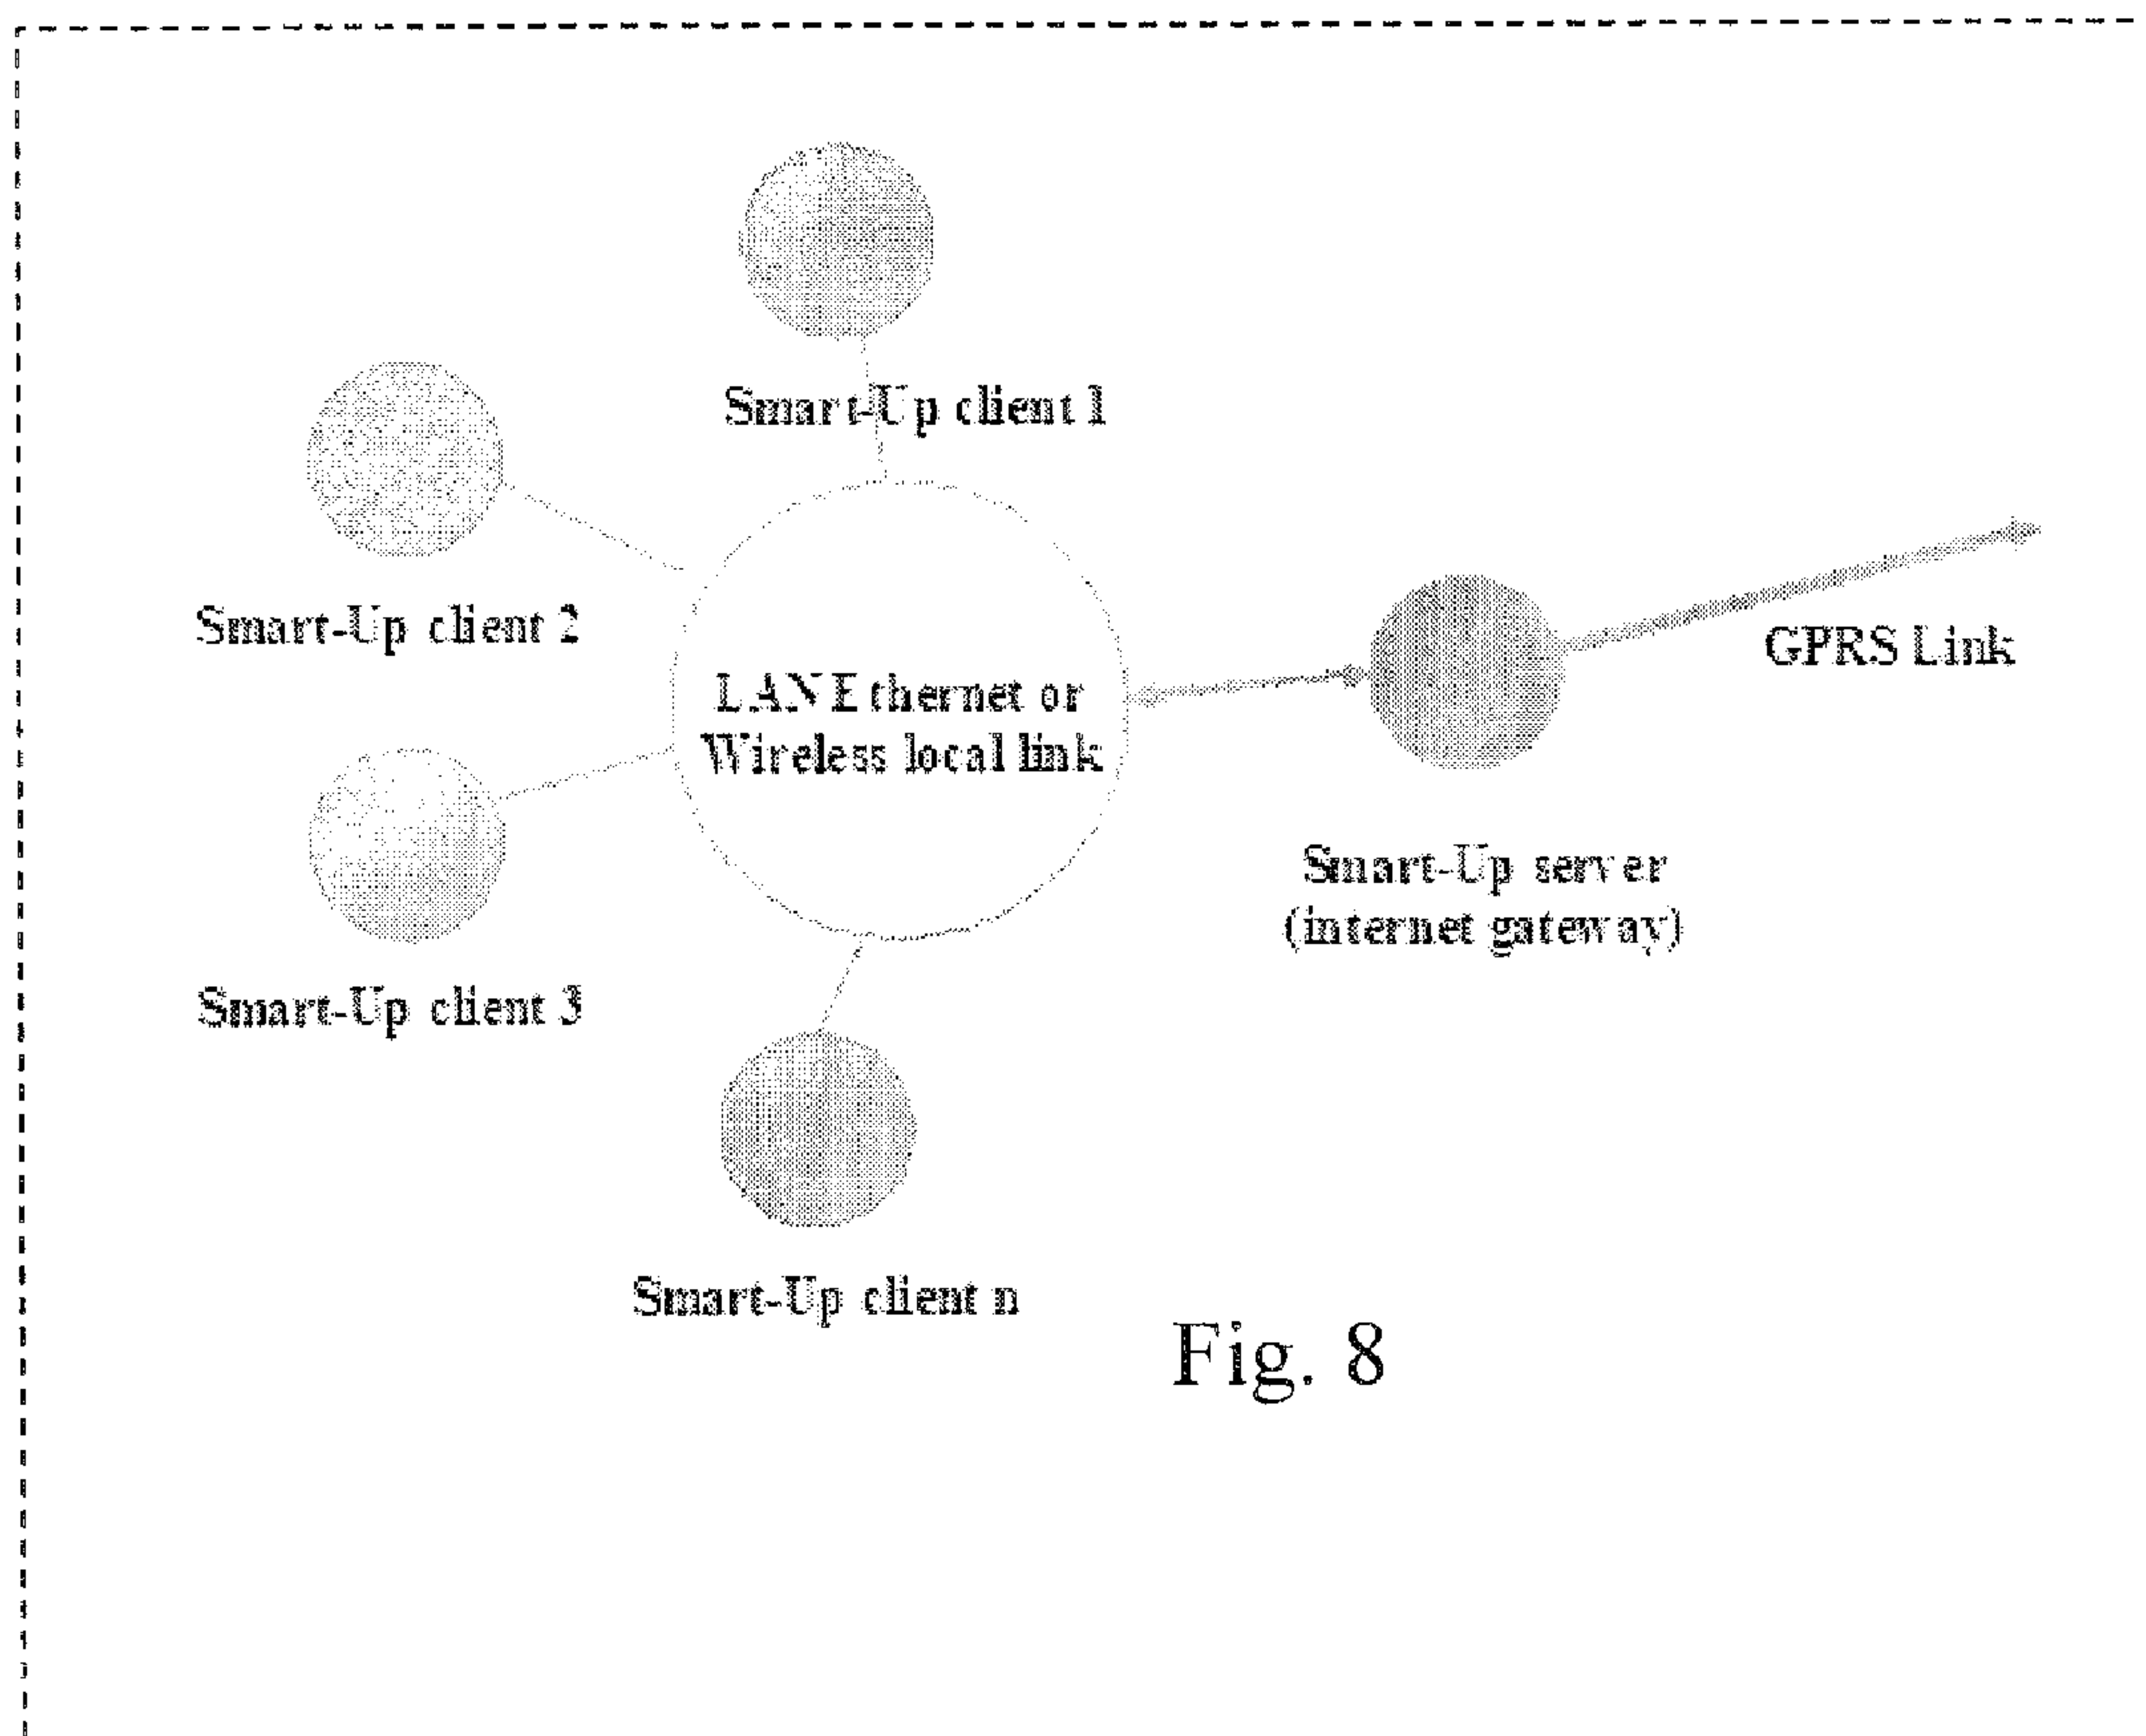 Smart-Up client 1
Smart-Up client 2
LAN Ethernet or
Wireless local link
GPRS Link
Smart-Up server
(internet gateway)
Smart-Up client 3
Smart-Up client n
Fig. 8